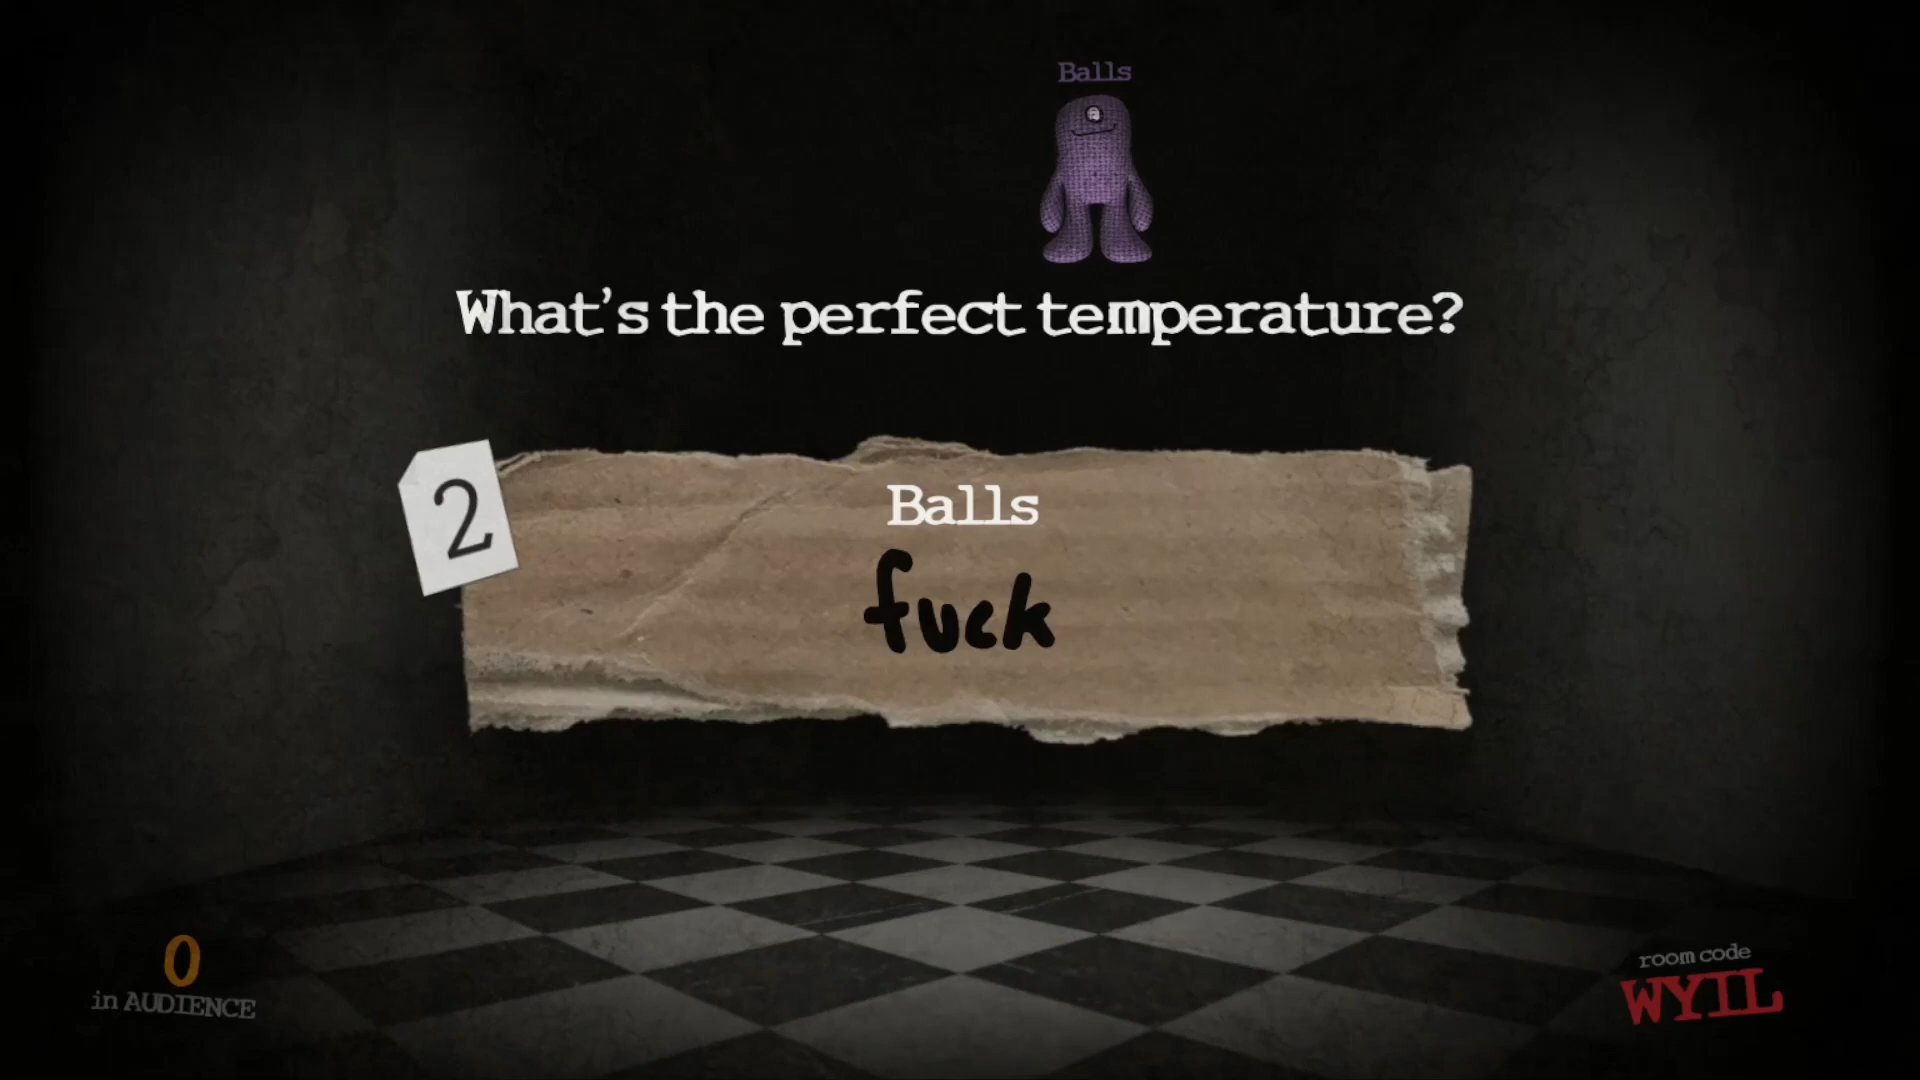 Balls
What's the perfect temperature?
2
Balls
fuck
0
in AUDIENCE
room code
WYIL